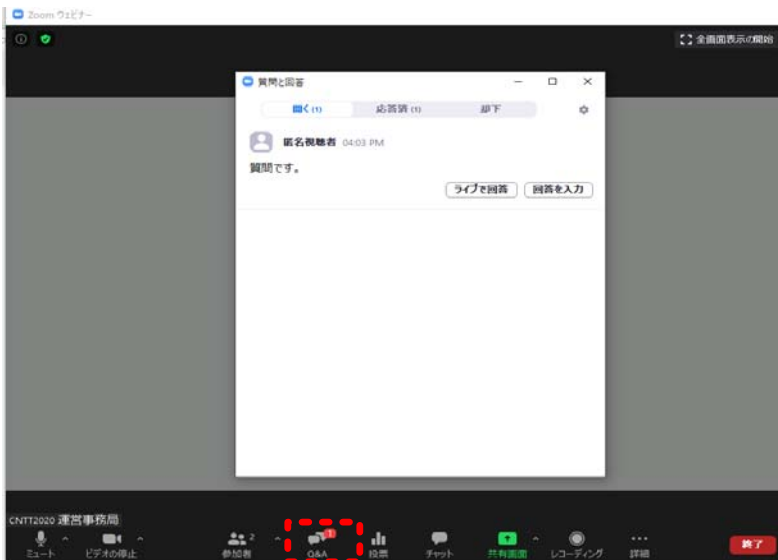 Zoom ウェビナー
全画面表示の開始
質問と回答
開く (1) 応答済 (1) 却下
匿名視聴者 04:03 PM
質問です。
ライブで回答 回答を入力
CNTT2020 運営事務局
ミュート ビデオの停止 参加者 2 Q&A 1 投票 チャット 共有画面 レコーディング 詳細 終了